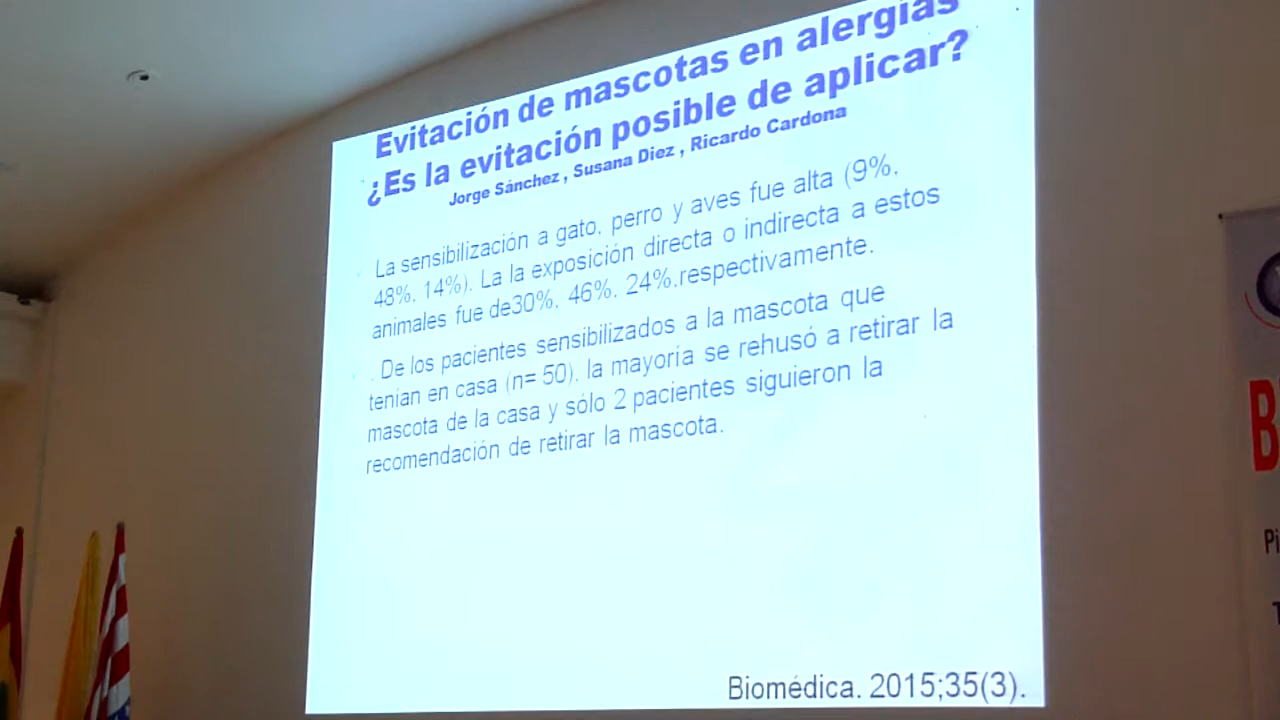 Evitación de mascotas en alergias
¿Es la evitación posible de aplicar?
Jorge Sánchez , Susana Diez , Ricardo Cardona
La sensibilización a gato, perro y aves fue alta (9%,
48%, 14%). La la exposición directa o indirecta a estos
animales fue de30%, 46%, 24%,respectivamente.
. De los pacientes sensibilizados a la mascota que
tenían en casa (n= 50), la mayoría se rehusó a retirar la
mascota de la casa y sólo 2 pacientes siguieron la
recomendación de retirar la mascota.
Biomédica. 2015;35(3).
B
Pi